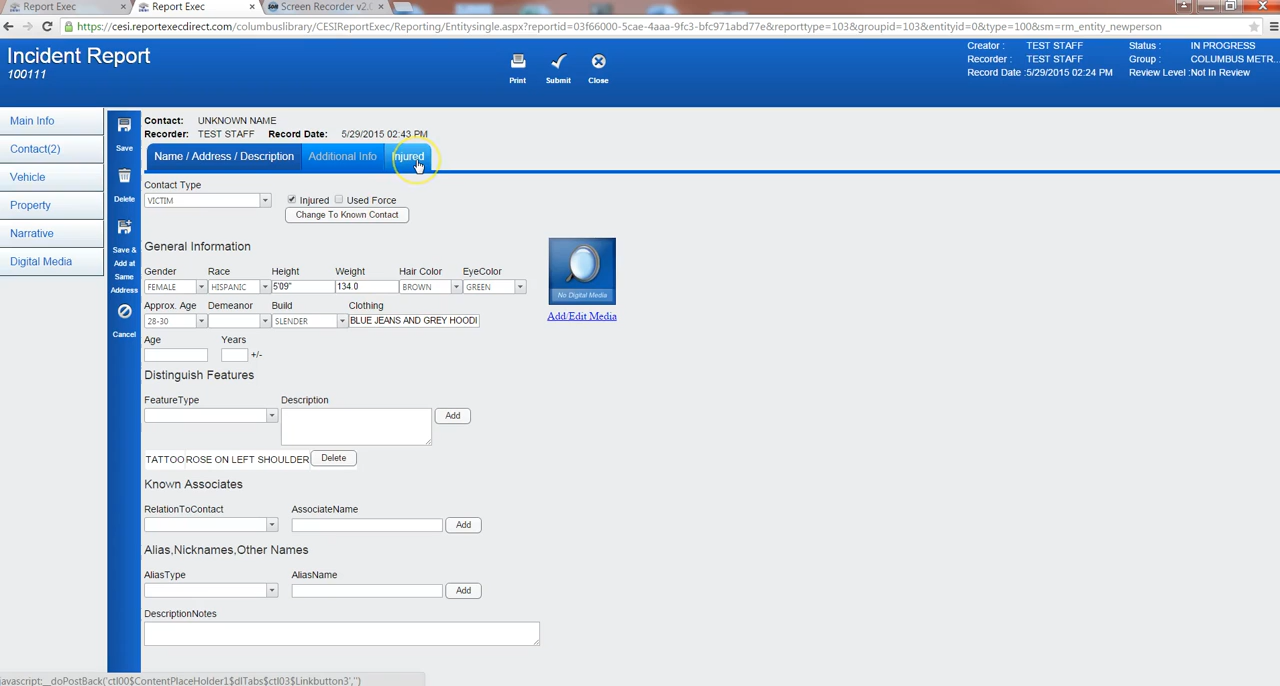 Report Exec
Report Exec
Screen Recorder v2.0
https://cesi.reportexecdirect.com/columbuslibrary/CESIReportExec/Reporting/Entitysingle.aspx?reportid=03f66000-5cae-4aaa-9fc3-bfc971abd77e&reporttype=103&groupid=103&entityid=0&type=100&sm=rm_entity_newperson
Incident Report
100111
Print
Submit
Close
Creator : TEST STAFF Status : IN PROGRESS
Recorder : TEST STAFF Group : COLUMBUS METR...
Record Date :5/29/2015 02:24 PM Review Level :Not In Review
Main Info
Contact(2)
Vehicle
Property
Narrative
Digital Media
Save
Delete
Save &
Add at
Same
Address
Cancel
Contact: UNKNOWN NAME
Recorder: TEST STAFF Record Date: 5/29/2015 02:43 PM
Name / Address / Description Additional Info Injured
Contact Type
VICTIM Injured Used Force
Change To Known Contact
General Information
Gender Race Height Weight Hair Color EyeColor
FEMALE HISPANIC 5'09" 134.0 BROWN GREEN
Approx. Age Demeanor Build Clothing
28-30 SLENDER BLUE JEANS AND GREY HOODI
Age Years
+/-
Distinguish Features
FeatureType Description
Add
TATTOO ROSE ON LEFT SHOULDER Delete
Known Associates
RelationToContact AssociateName
Add
Alias,Nicknames,Other Names
AliasType AliasName
Add
DescriptionNotes
No Digital Media
Add/Edit Media
javascript:__doPostBack('ctl00$ContentPlaceHolder1$dlTabs$ctl03$Linkbutton3','')